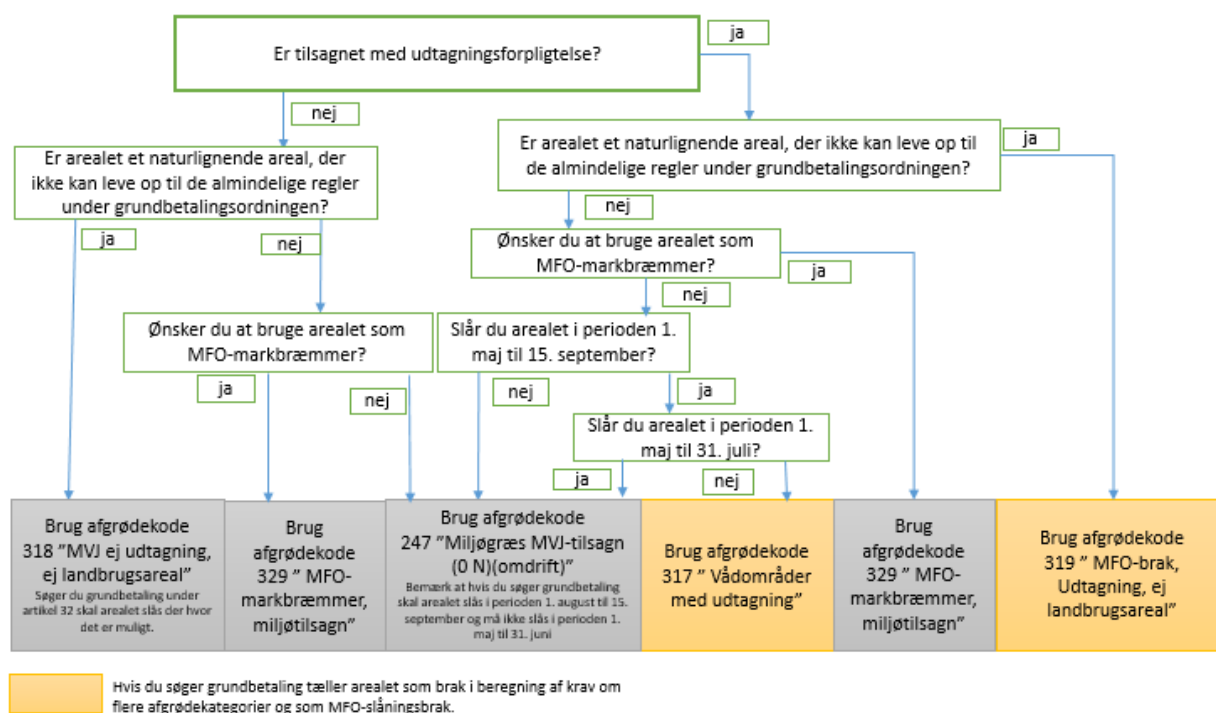 Er tilsagnet med udtagningsforpligtelse?
ja
nej
Er arealet et naturlignende areal, der
ikke kan leve op til de almindelige regler
under grundbetalingsordningen?
Er arealet et naturlignende areal, der ikke kan leve op til
de almindelige regler under grundbetalingsordningen?
ja
nej
ja
nej
Ønsker du at bruge arealet som
MFO-markbræmmer?
ja
nej
Ønsker du at bruge arealet som
MFO-markbræmmer?
Slår du arealet i perioden 1.
maj til 15. september?
ja
nej
nej
ja
Slår du arealet i perioden 1.
maj til 31. juli?
ja
nej
Brug afgrødekode
318 ”MVJ ej udtagning,
ej landbrugsareal”
Søger du grundbetaling under
artikel 32 skal arealet slås der hvor
det er muligt.
Brug
afgrødekode
329 ” MFO-
markbræmmer,
miljøtilsagn”
Brug afgrødekode
247 ”Miljøgræs MVJ-tilsagn
(0 N)(omdrift)”
Bemærk at hvis du søger grundbetaling
skal arealet slås i perioden 1. august til 15.
september og må ikke slås i perioden 1.
maj til 31. juni
Brug afgrødekode
317 ” Vådområder
med udtagning”
Brug
afgrødekode
329 ” MFO-
markbræmmer,
miljøtilsagn”
Brug afgrødekode
319 ” MFO-brak,
Udtagning, ej
landbrugsareal”
Hvis du søger grundbetaling tæller arealet som brak i beregning af krav om
flere afgrødekategorier og som MFO-slåningsbrak.